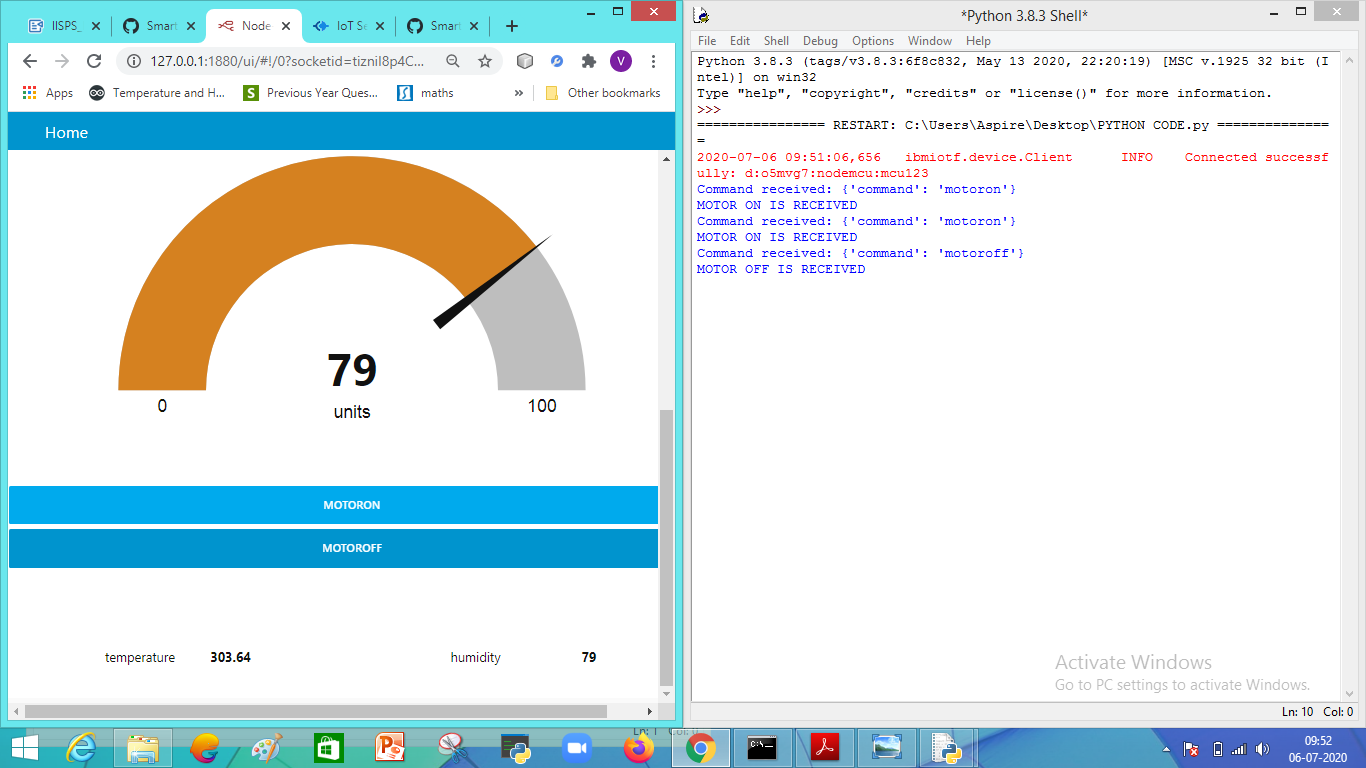 IISPS_
Smart
Node
IoT Se
Smart
127.0.0.1:1880/ui/#!/0?socketid=tiznil8p4C...
V
Apps
Temperature and H...
Previous Year Ques...
maths
»
Other bookmarks
Home
79
units
0
100
MOTORON
MOTOROFF
temperature 303.64
humidity 79
*Python 3.8.3 Shell*
File Edit Shell Debug Options Window Help
Python 3.8.3 (tags/v3.8.3:6f8c832, May 13 2020, 22:20:19) [MSC v.1925 32 bit (I
ntel)] on win32
Type "help", "copyright", "credits" or "license()" for more information.
>>>
================ RESTART: C:\Users\Aspire\Desktop\PYTHON CODE.py ==============
=
2020-07-06 09:51:06,656   ibmiotf.device.Client      INFO    Connected successf
ully: d:o5mvg7:nodemcu:mcu123
Command received: {'command': 'motoron'}
MOTOR ON IS RECEIVED
Command received: {'command': 'motoron'}
MOTOR ON IS RECEIVED
Command received: {'command': 'motoroff'}
MOTOR OFF IS RECEIVED
Activate Windows
Go to PC settings to activate Windows.
Ln: 10 Col: 0
Ln: 1 Col: 0
09:52
06-07-2020